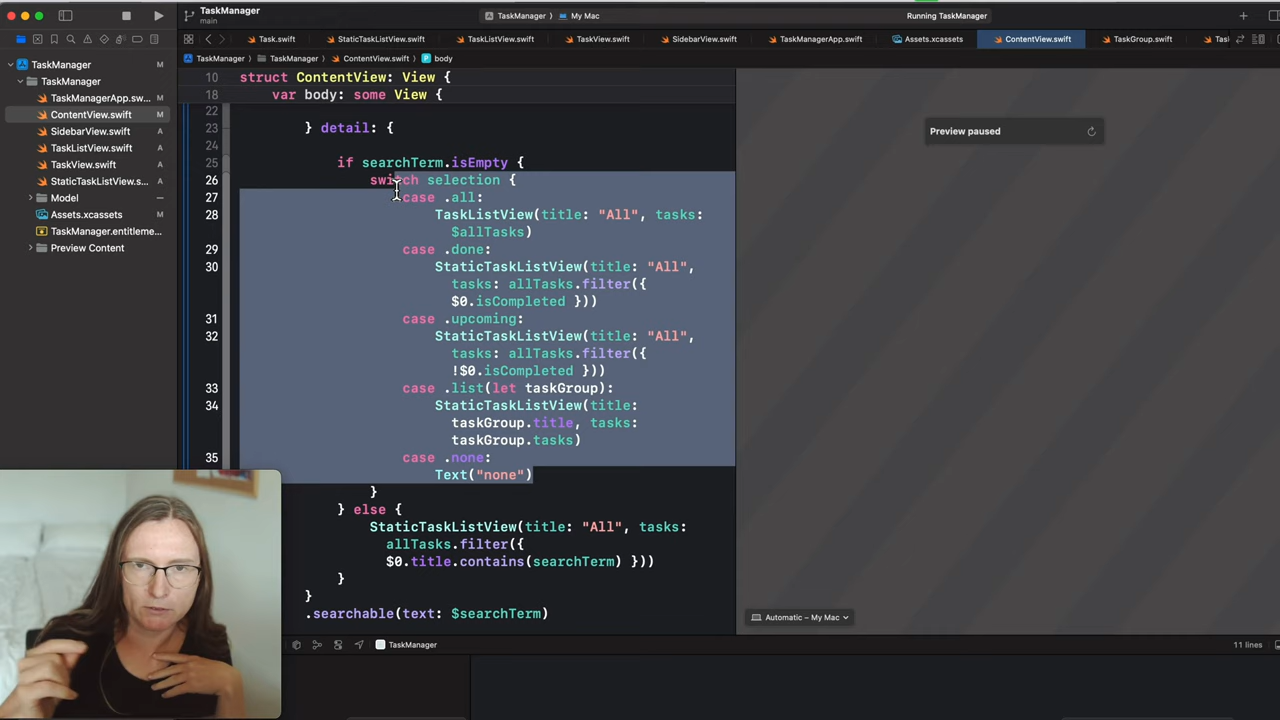 TaskManager
main
TaskManager 〉 My Mac
Running TaskManager
Task.swift
StaticTaskListView.swift
TaskListView.swift
TaskView.swift
SidebarView.swift
TaskManagerApp.swift
Assets.xcassets
ContentView.swift
TaskGroup.swift
TaskManager 〉 TaskManager 〉 ContentView.swift 〉 body
TaskManager M
TaskManager
TaskManagerApp.sw... M
ContentView.swift M
SidebarView.swift M
TaskListView.swift M
TaskView.swift M
StaticTaskListView.s... M
Model
Assets.xcassets M
TaskManager.entitleme...
Preview Content
10 struct ContentView: View {
18 var body: some View {
22
23 } detail: {
24
25 if searchTerm.isEmpty {
26 switch selection {
27 case .all:
28 TaskListView(title: "All", tasks:
$allTasks)
29 case .done:
30 StaticTaskListView(title: "All",
tasks: allTasks.filter({
$0.isCompleted }))
31 case .upcoming:
32 StaticTaskListView(title: "All",
tasks: allTasks.filter({
!$0.isCompleted }))
33 case .list(let taskGroup):
34 StaticTaskListView(title:
taskGroup.title, tasks:
taskGroup.tasks)
35 case .none:
Text("none")
}
} else {
StaticTaskListView(title: "All", tasks:
allTasks.filter({
$0.title.contains(searchTerm) }))
}
}
.searchable(text: $searchTerm)
Preview paused
Automatic – My Mac
TaskManager
11 lines